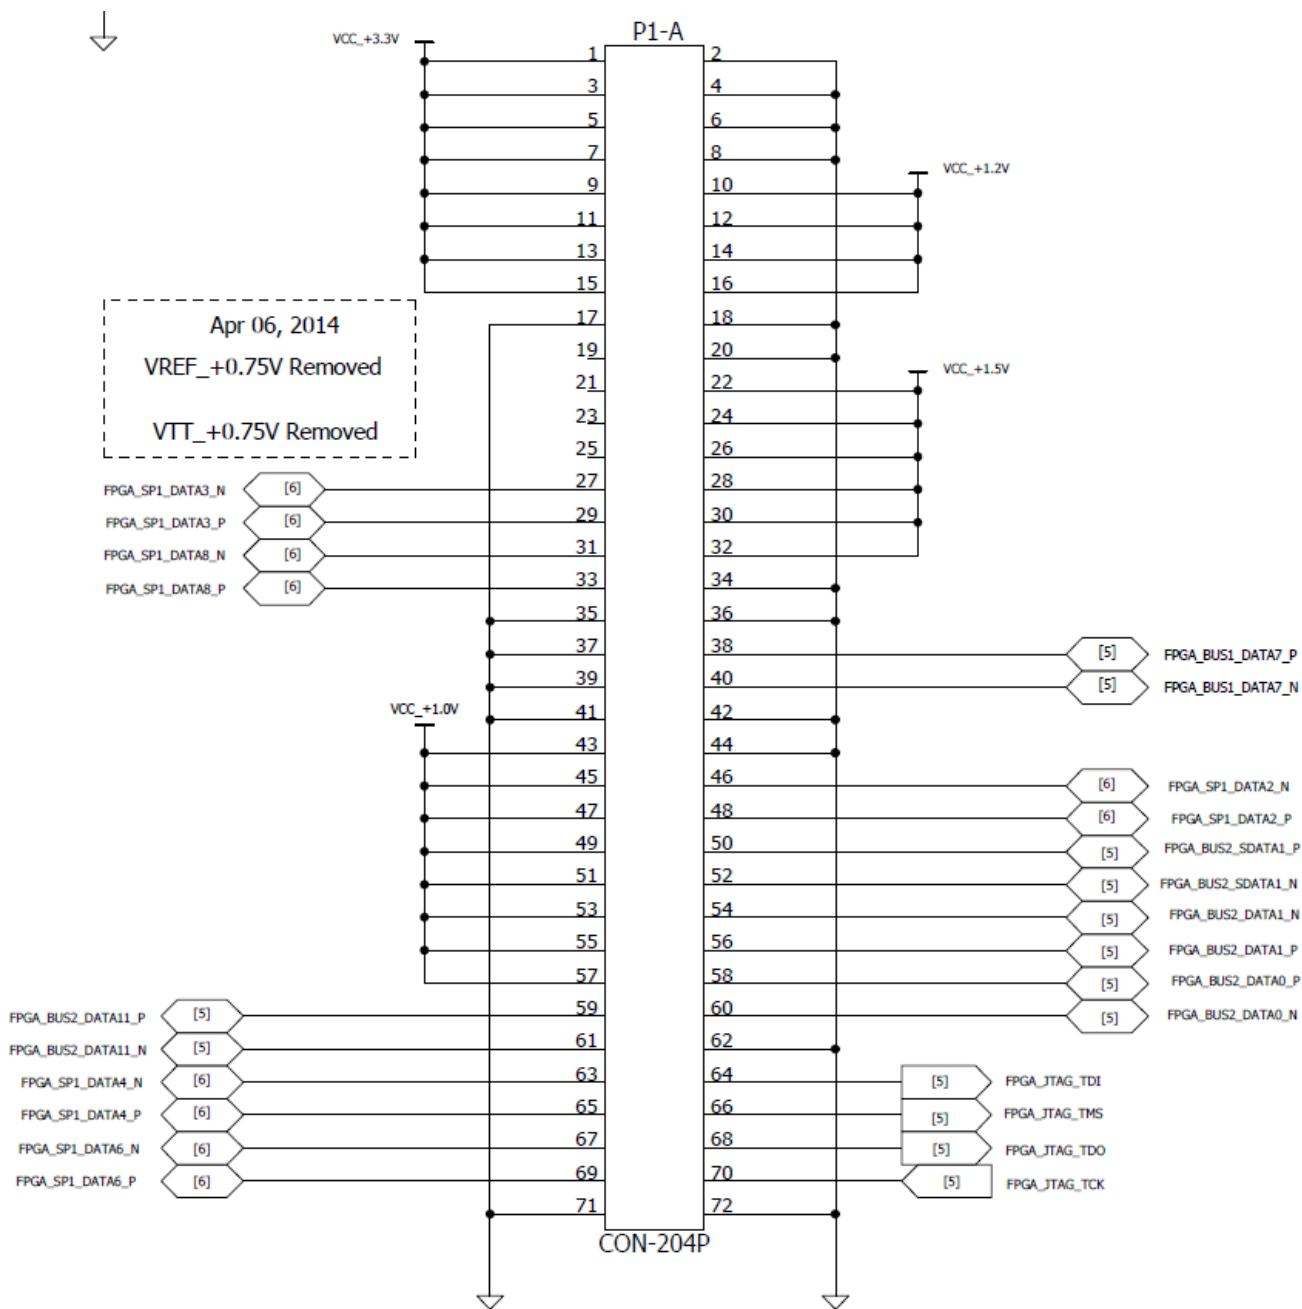 P1-A
VCC_+3.3V
1 2
3 4
5 6
7 8
VCC_+1.2V
9 10
11 12
13 14
15 16
Apr 06, 2014
17 18
VREF_+0.75V Removed
19 20
VCC_+1.5V
21 22
23 24
VTT_+0.75V Removed
25 26
FPGA_SP1_DATA3_N [6] 27 28
FPGA_SP1_DATA3_P [6] 29 30
FPGA_SP1_DATA8_N [6] 31 32
FPGA_SP1_DATA8_P [6] 33 34
35 36
37 38 [5] FPGA_BUS1_DATA7_P
39 40 [5] FPGA_BUS1_DATA7_N
VCC_+1.0V
41 42
43 44
45 46 [6] FPGA_SP1_DATA2_N
47 48 [6] FPGA_SP1_DATA2_P
49 50 [5] FPGA_BUS2_SDATA1_P
51 52 [5] FPGA_BUS2_SDATA1_N
53 54 [5] FPGA_BUS2_DATA1_N
55 56 [5] FPGA_BUS2_DATA1_P
57 58 [5] FPGA_BUS2_DATA0_P
FPGA_BUS2_DATA11_P [5] 59 60 [5] FPGA_BUS2_DATA0_N
FPGA_BUS2_DATA11_N [5] 61 62
FPGA_SP1_DATA4_N [6] 63 64 [5] FPGA_JTAG_TDI
FPGA_SP1_DATA4_P [6] 65 66 [5] FPGA_JTAG_TMS
FPGA_SP1_DATA6_N [6] 67 68 [5] FPGA_JTAG_TDO
FPGA_SP1_DATA6_P [6] 69 70 [5] FPGA_JTAG_TCK
71 72
CON-204P